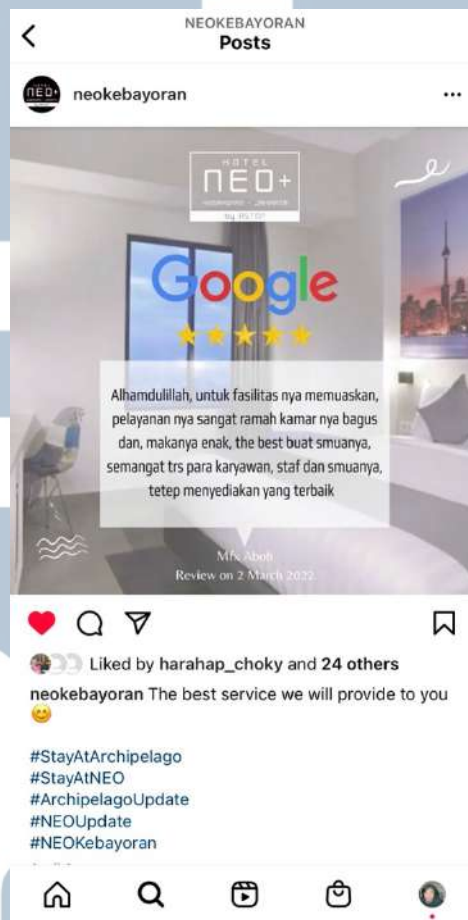 NEOKEBAYORAN
Posts
neokebayoran
HOTEL
NEO+
by ASTON
Google
Alhamdulillah, untuk fasilitas nya memuaskan,
pelayanan nya sangat ramah kamar nya bagus
dan, makanya enak, the best buat smuanya,
semangat trs para karyawan, staf dan smuanya,
tetep menyediakan yang terbaik
Aboh
Review on 2 March 2022
Liked by harahap_choky and 24 others
neokebayoran The best service we will provide to you
#StayAtArchipelago
#StayAtNEO
#ArchipelagoUpdate
#NEOUpdate
#NEOKebayoran